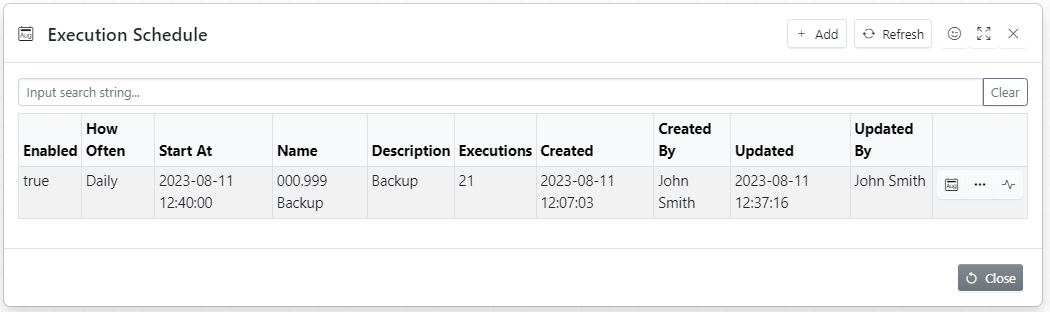 Execution Schedule
+ Add
Refresh
Input search string...
Clear
Enabled How Often Start At Name Description Executions Created Created By Updated Updated By
true Daily 2023-08-11 12:40:00 000.999 Backup Backup 21 2023-08-11 12:07:03 John Smith 2023-08-11 12:37:16 John Smith
Close